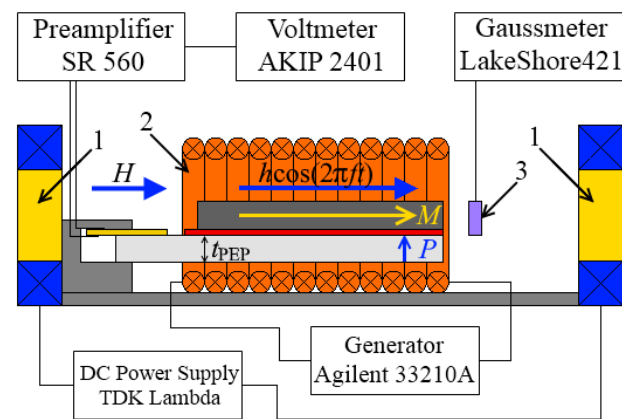 Preamplifier
SR 560
Voltmeter
AKIP 2401
Gaussmeter
LakeShore421
1
2
H
hcos(2πft)
1
3
M
t_PEP
P
Generator
Agilent 33210A
DC Power Supply
TDK Lambda